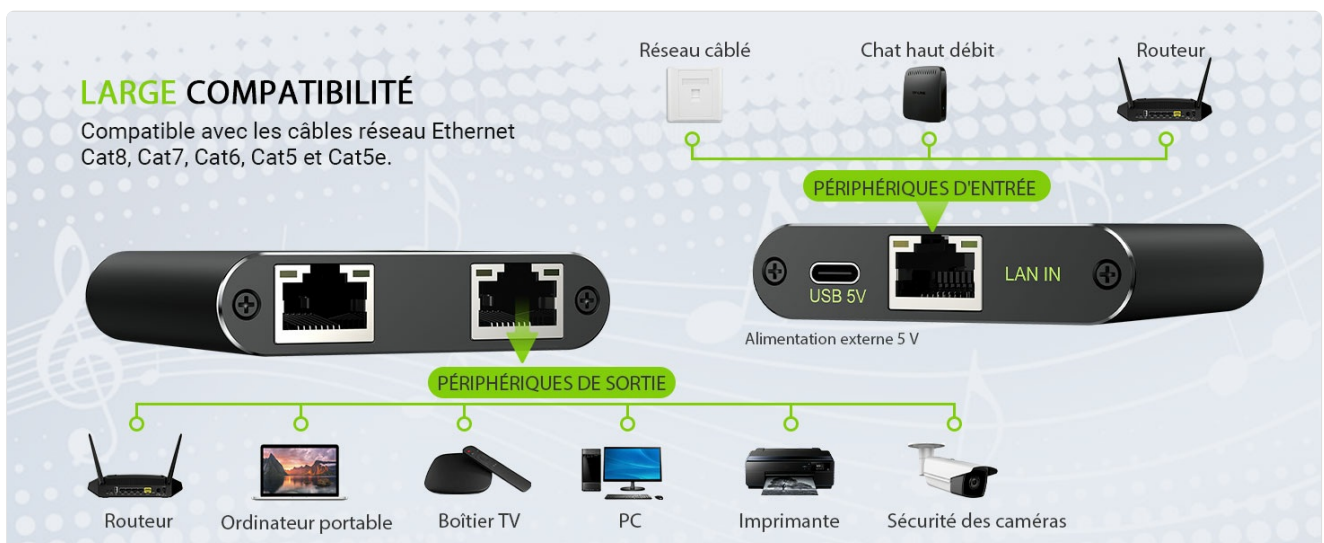 LARGE COMPATIBILITÉ
Compatible avec les câbles réseau Ethernet
Cat8, Cat7, Cat6, Cat5 et Cat5e.
Réseau câblé
Chat haut débit
Routeur
PÉRIPHÉRIQUES D'ENTRÉE
USB 5V
LAN IN
Alimentation externe 5 V
PÉRIPHÉRIQUES DE SORTIE
Routeur
Ordinateur portable
Boîtier TV
PC
Imprimante
Sécurité des caméras